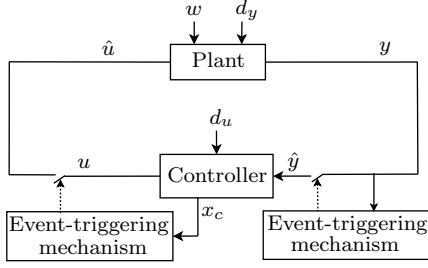 w
d_y
û
Plant
y
d_u
u
Controller
ŷ
x_c
Event-triggering
mechanism
Event-triggering
mechanism